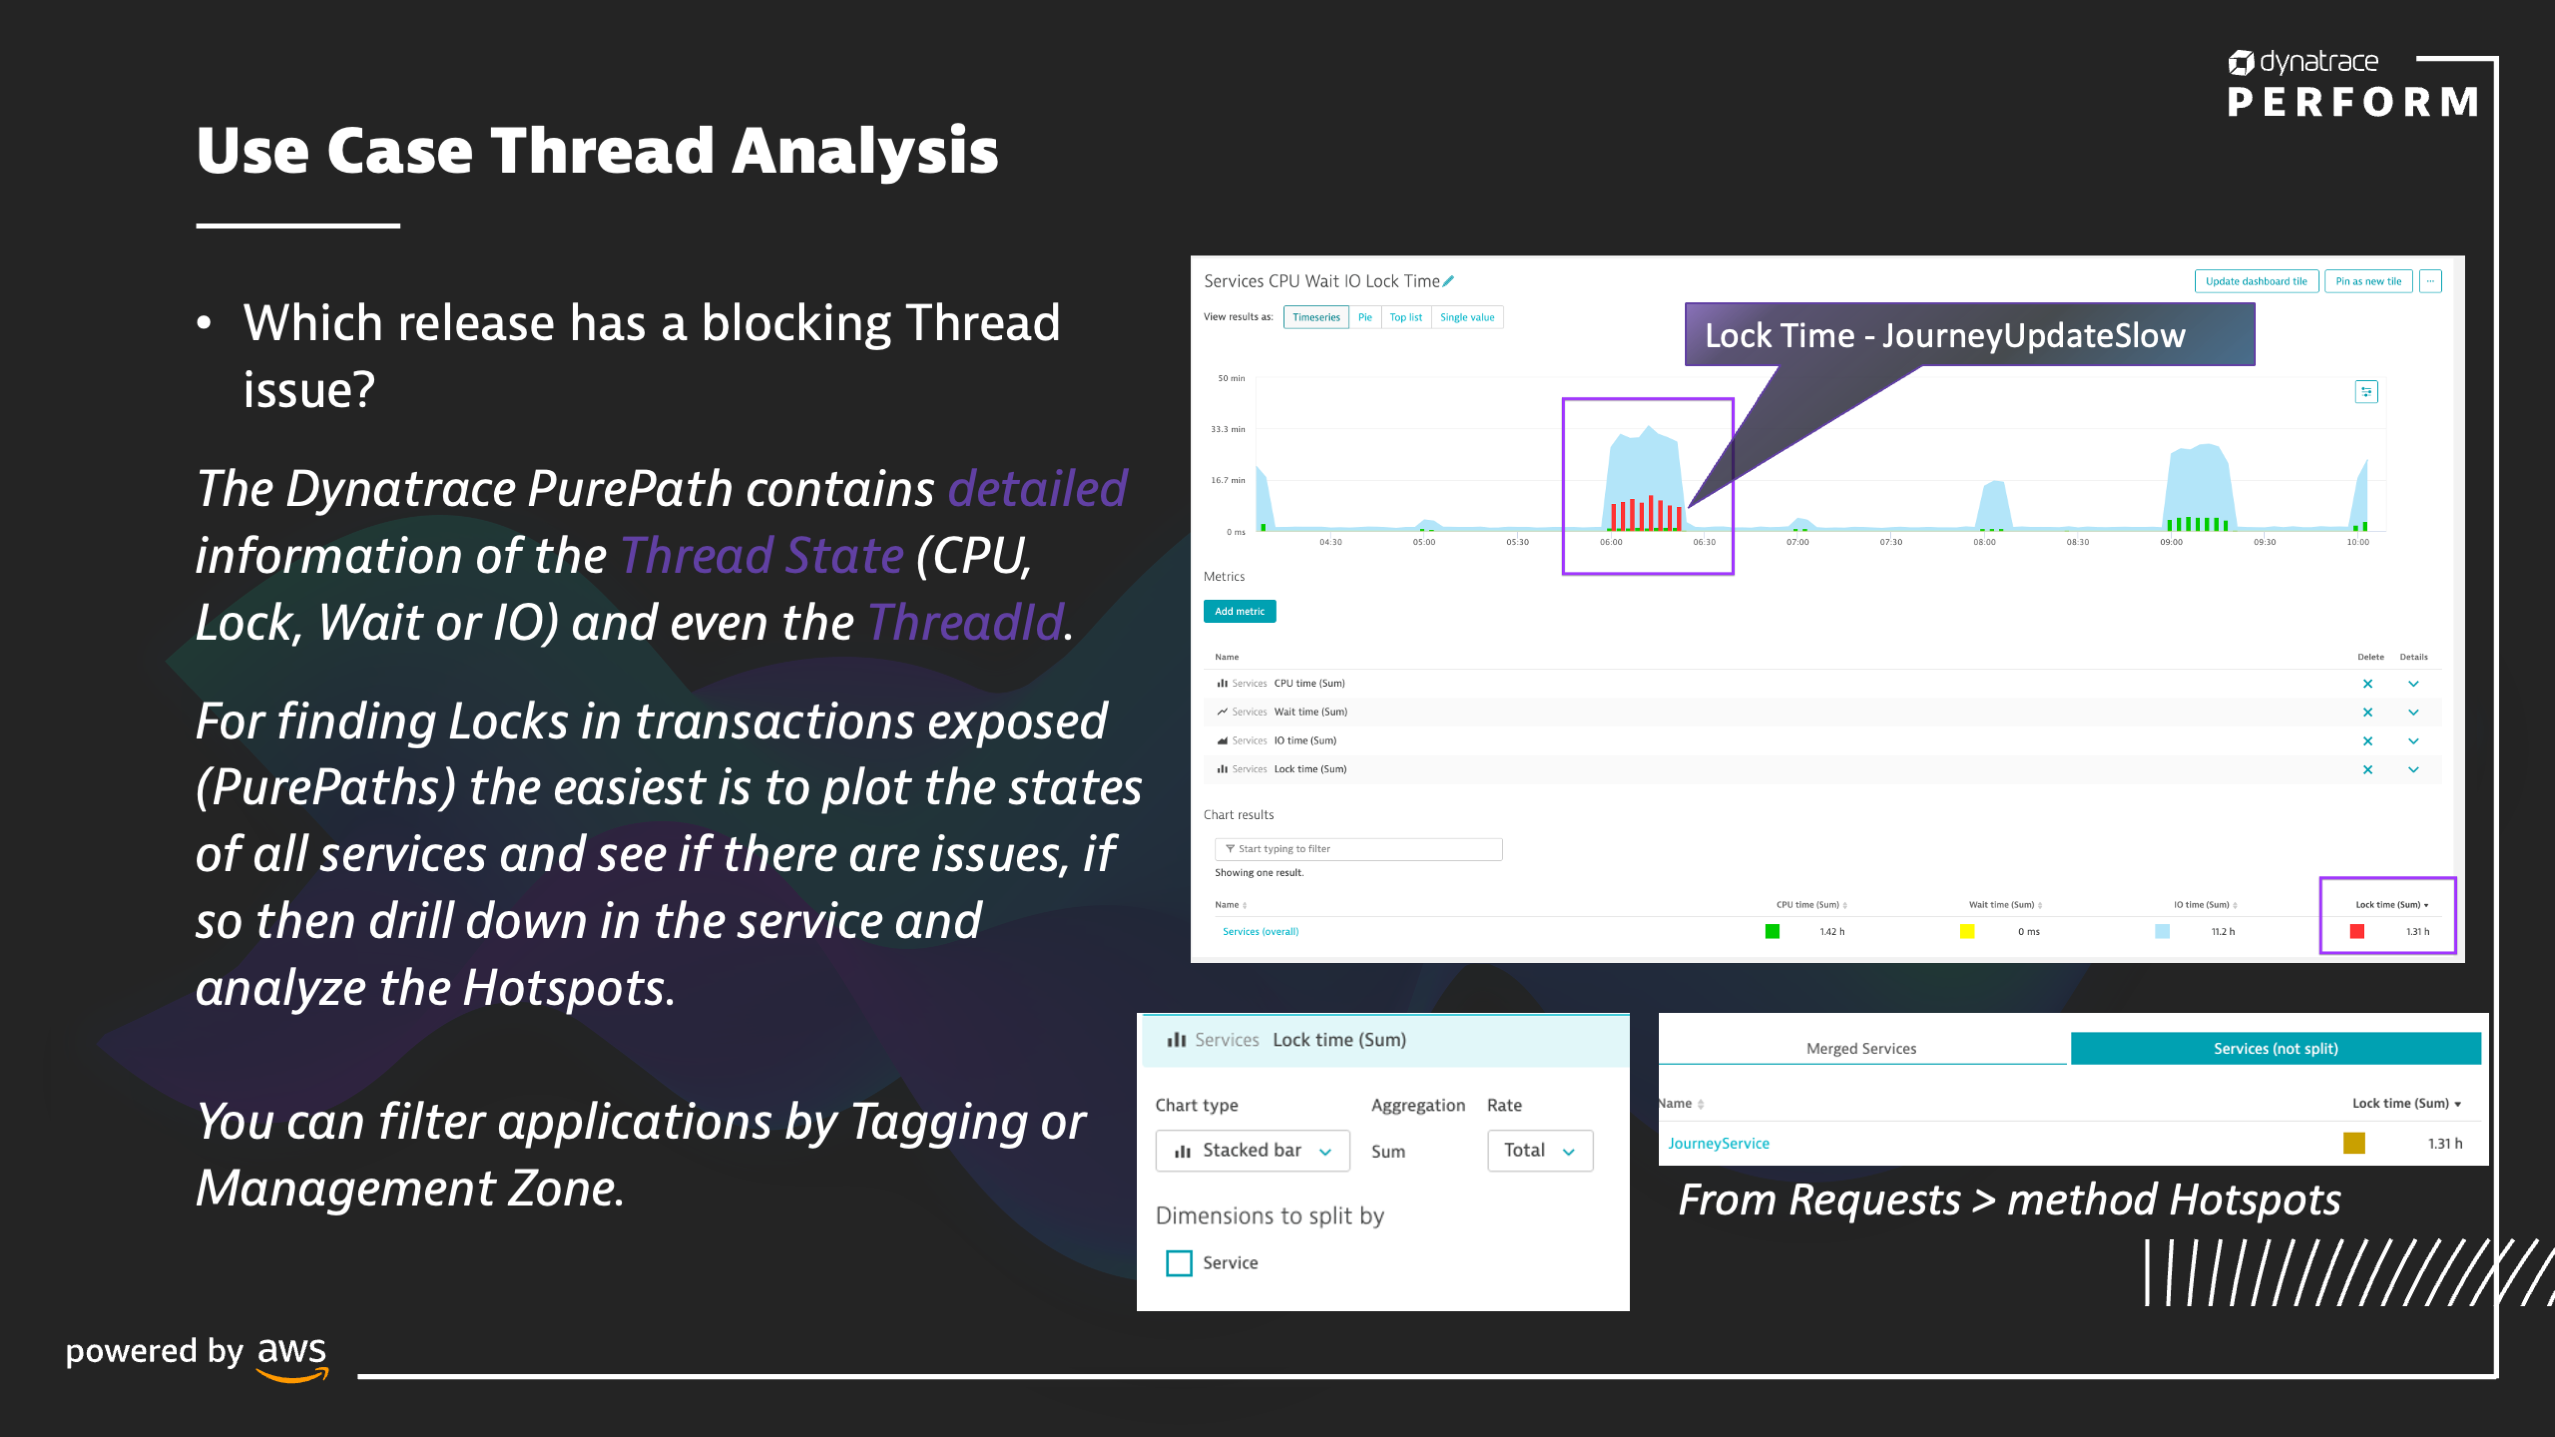 dynatrace
PERFORM
Use Case Thread Analysis
• Which release has a blocking Thread
issue?
The Dynatrace PurePath contains detailed
information of the Thread State (CPU,
Lock, Wait or IO) and even the ThreadId.
For finding Locks in transactions exposed
(PurePaths) the easiest is to plot the states
of all services and see if there are issues, if
so then drill down in the service and
analyze the Hotspots.
You can filter applications by Tagging or
Management Zone.
Services CPU Wait IO Lock Time
Update dashboard tile
Pin as new tile
...
View results as:
Timeseries
Pie
Top list
Single value
Lock Time - JourneyUpdateSlow
50 min
33.3 min
16.7 min
0 ms
04:30
05:00
05:30
06:00
06:30
07:00
07:30
08:00
08:30
09:00
09:30
10:00
Metrics
Add metric
Name
Delete
Details
Services CPU time (Sum)
Services Wait time (Sum)
Services IO time (Sum)
Services Lock time (Sum)
Chart results
Start typing to filter
Showing one result.
Name
CPU time (Sum)
Wait time (Sum)
IO time (Sum)
Lock time (Sum)
Services (overall)
1.42 h
0 ms
11.2 h
1.31 h
Services Lock time (Sum)
Chart type
Aggregation
Rate
Stacked bar
Sum
Total
Dimensions to split by
Service
Merged Services
Services (not split)
Name
Lock time (Sum)
JourneyService
1.31 h
From Requests > method Hotspots
powered by aws